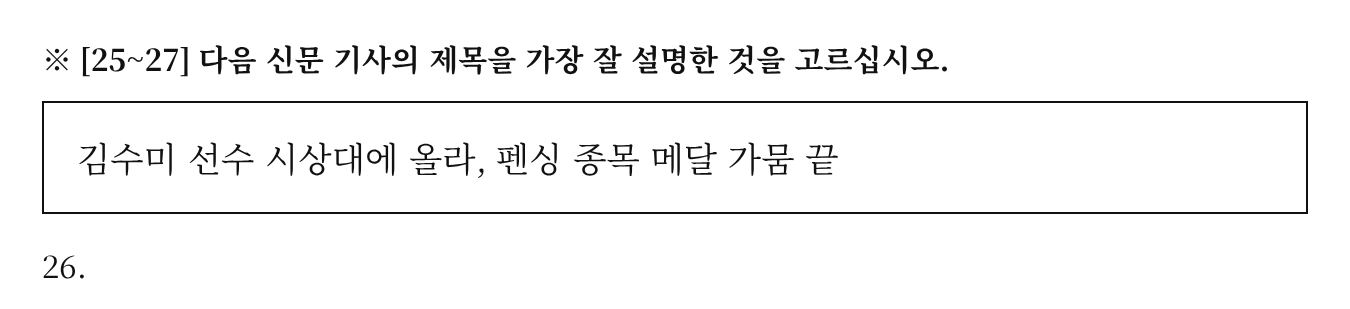 ※ [25~27] 다음 신문 기사의 제목을 가장 잘 설명한 것을 고르십시오.
김수미 선수 시상대에 올라, 펜싱 종목 메달 가뭄 끝
26.